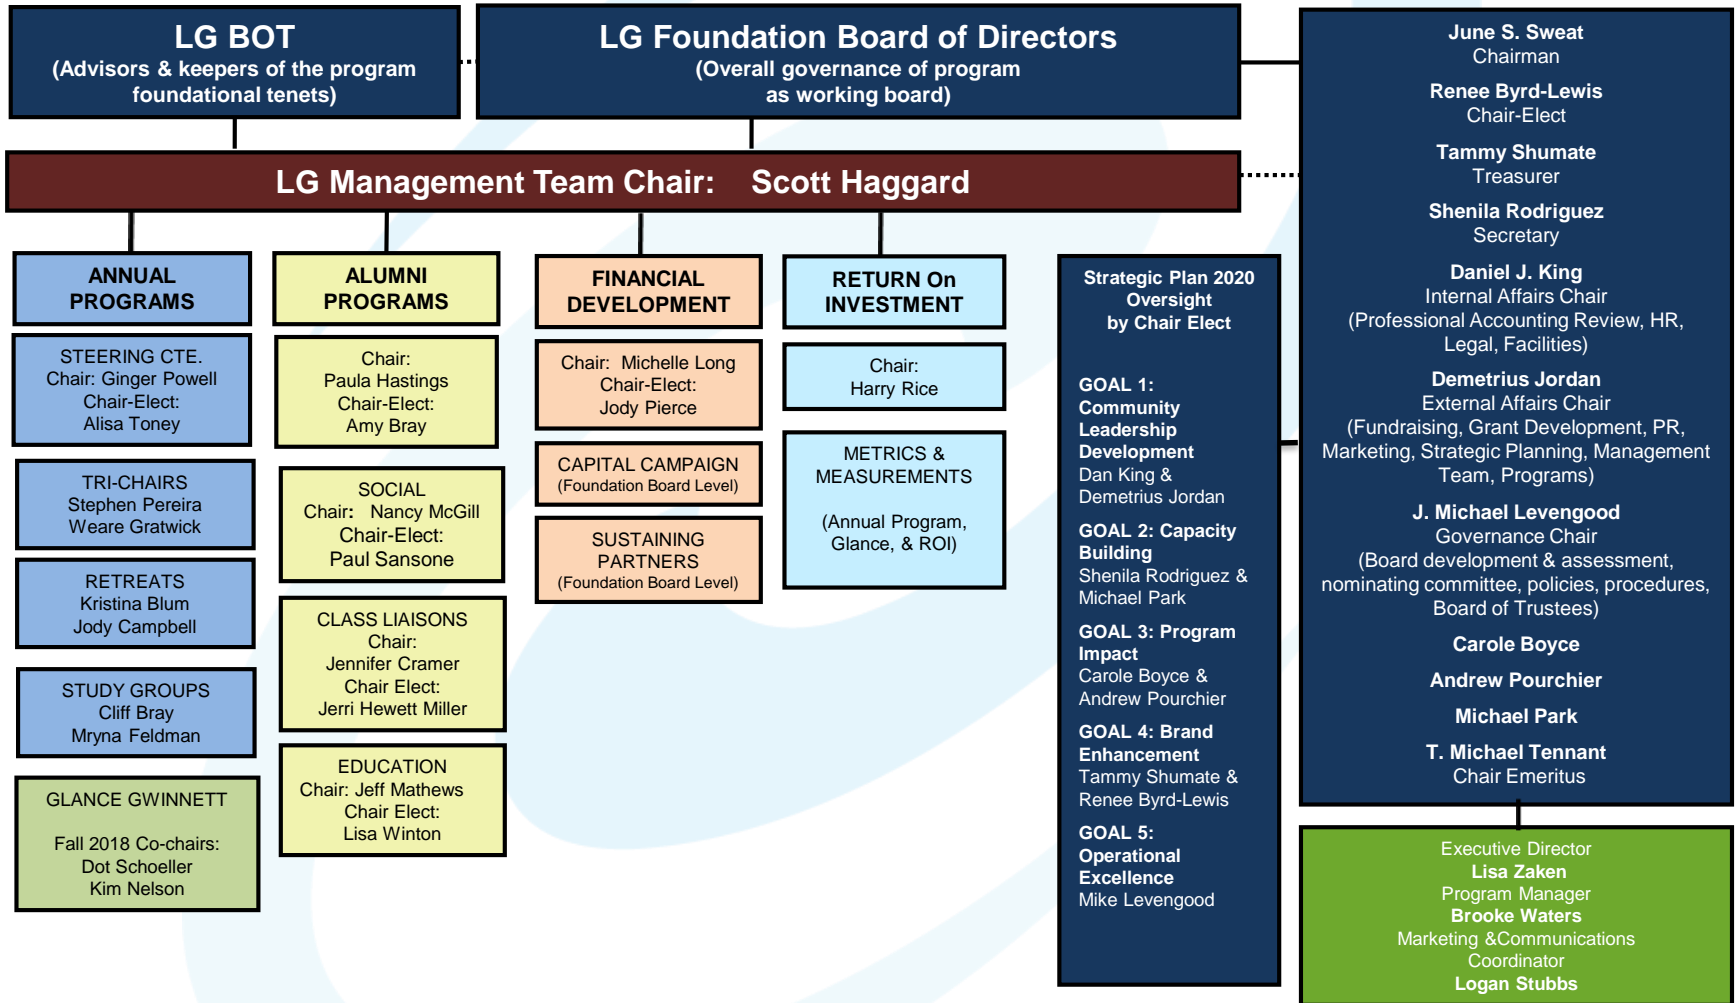 LG BOT
(Advisors & keepers of the program
foundational tenets)
LG Foundation Board of Directors
(Overall governance of program
as working board)
LG Management Team Chair: Scott Haggard
ANNUAL
PROGRAMS
STEERING CTE.
Chair: Ginger Powell
Chair-Elect:
Alisa Toney
TRI-CHAIRS
Stephen Pereira
Weare Gratwick
RETREATS
Kristina Blum
Jody Campbell
STUDY GROUPS
Cliff Bray
Mryna Feldman
GLANCE GWINNETT
Fall 2018 Co-chairs:
Dot Schoeller
Kim Nelson
ALUMNI
PROGRAMS
Chair:
Paula Hastings
Chair-Elect:
Amy Bray
SOCIAL
Chair: Nancy McGill
Chair-Elect:
Paul Sansone
CLASS LIAISONS
Chair:
Jennifer Cramer
Chair Elect:
Jerri Hewett Miller
EDUCATION
Chair: Jeff Mathews
Chair Elect:
Lisa Winton
FINANCIAL
DEVELOPMENT
Chair: Michelle Long
Chair-Elect:
Jody Pierce
CAPITAL CAMPAIGN
(Foundation Board Level)
SUSTAINING
PARTNERS
(Foundation Board Level)
RETURN On
INVESTMENT
Chair:
Harry Rice
METRICS &
MEASUREMENTS
(Annual Program,
Glance, & ROI)
Strategic Plan 2020
Oversight
by Chair Elect
GOAL 1:
Community
Leadership
Development
Dan King &
Demetrius Jordan
GOAL 2: Capacity
Building
Shenila Rodriguez &
Michael Park
GOAL 3: Program
Impact
Carole Boyce &
Andrew Pourchier
GOAL 4: Brand
Enhancement
Tammy Shumate &
Renee Byrd-Lewis
GOAL 5:
Operational
Excellence
Mike Levengood
June S. Sweat
Chairman
Renee Byrd-Lewis
Chair-Elect
Tammy Shumate
Treasurer
Shenila Rodriguez
Secretary
Daniel J. King
Internal Affairs Chair
(Professional Accounting Review, HR,
Legal, Facilities)
Demetrius Jordan
External Affairs Chair
(Fundraising, Grant Development, PR,
Marketing, Strategic Planning, Management
Team, Programs)
J. Michael Levengood
Governance Chair
(Board development & assessment,
nominating committee, policies, procedures,
Board of Trustees)
Carole Boyce
Andrew Pourchier
Michael Park
T. Michael Tennant
Chair Emeritus
Executive Director
Lisa Zaken
Program Manager
Brooke Waters
Marketing &Communications
Coordinator
Logan Stubbs